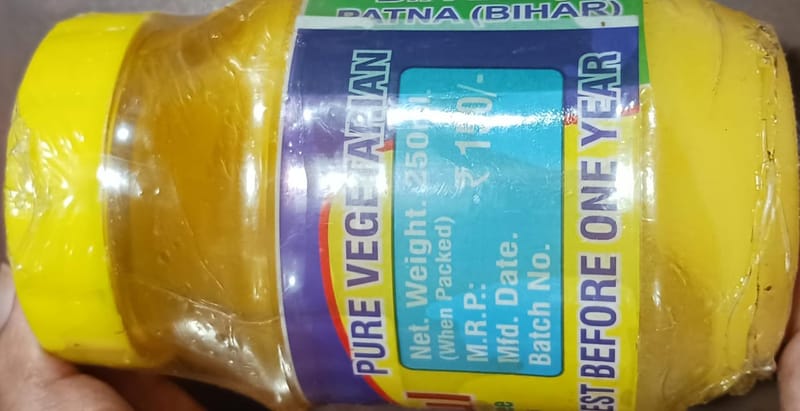 PATNA (BIHAR)
PURE VEGETARIAN
Net. Weight. 250
(When Packed)
M.R.P.: ₹
Mfd. Date.
Batch No.
BEST BEFORE ONE YEAR